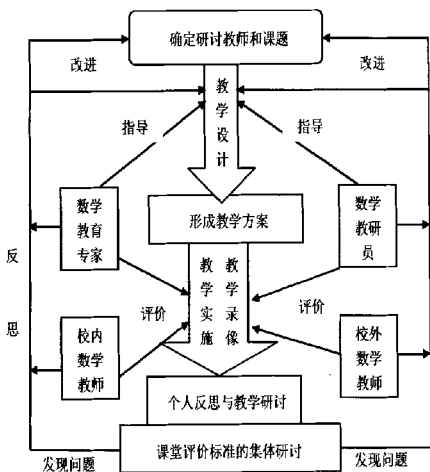 确定研讨教师和课题
改进
改进
教学设计
指导
指导
数学
教育
专家
形成教学方案
数学
教研
员
反思
教学实施
教学录像
评价
评价
校内
数学
教师
校外
数学
教师
个人反思与教学研讨
课堂评价标准的集体研讨
发现问题
发现问题